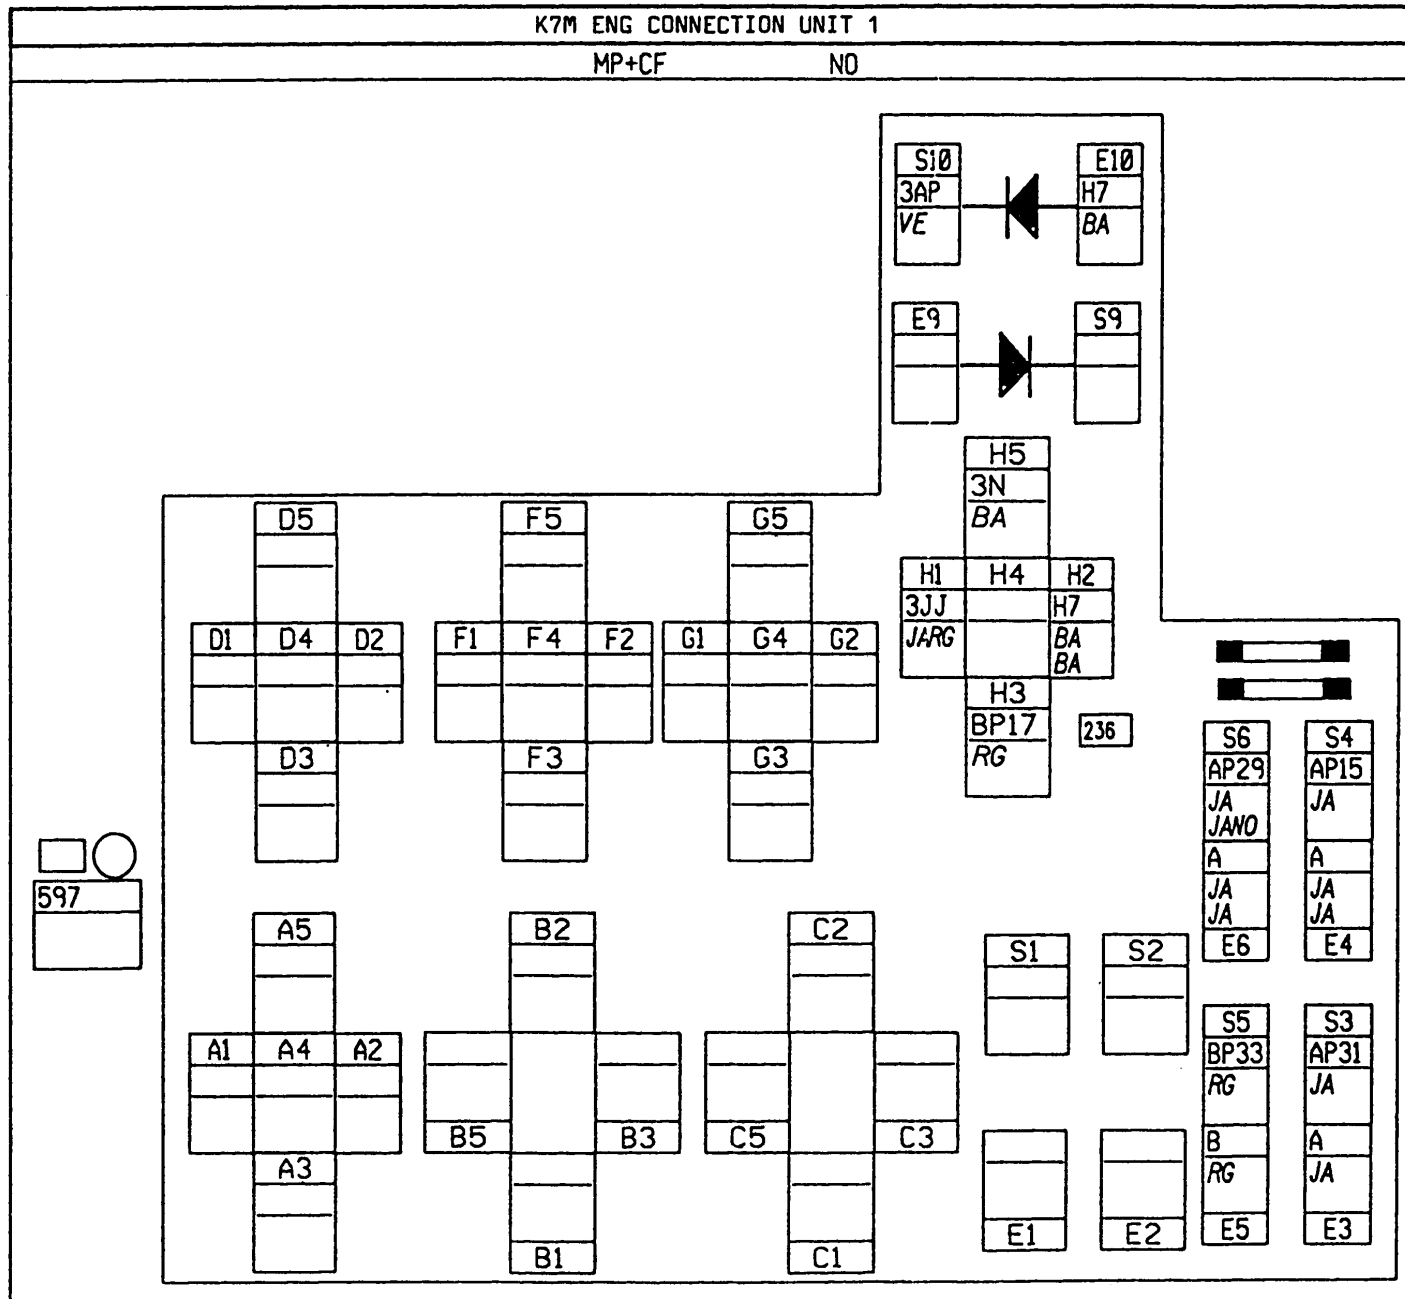 K7M ENG CONNECTION UNIT 1
MP+CF NO
S10 E10
3AP H7
VE BA
E9 S9
H5
3N
BA
H1 H4 H2
3JJ H7
JARG BA
BA
H3
BP17
RG
236
D5 F5 G5
D1 D4 D2 F1 F4 F2 G1 G4 G2
D3 F3 G3
S6 S4
AP29 AP15
JA JA
JANO
A A
JA JA
JA JA
E6 E4
597
A5 B2 C2 S1 S2
A1 A4 A2
B5 B3 C5 C3
A3
B1 C1
E1 E2
S5 S3
BP33 AP31
RG JA
B A
RG JA
E5 E3